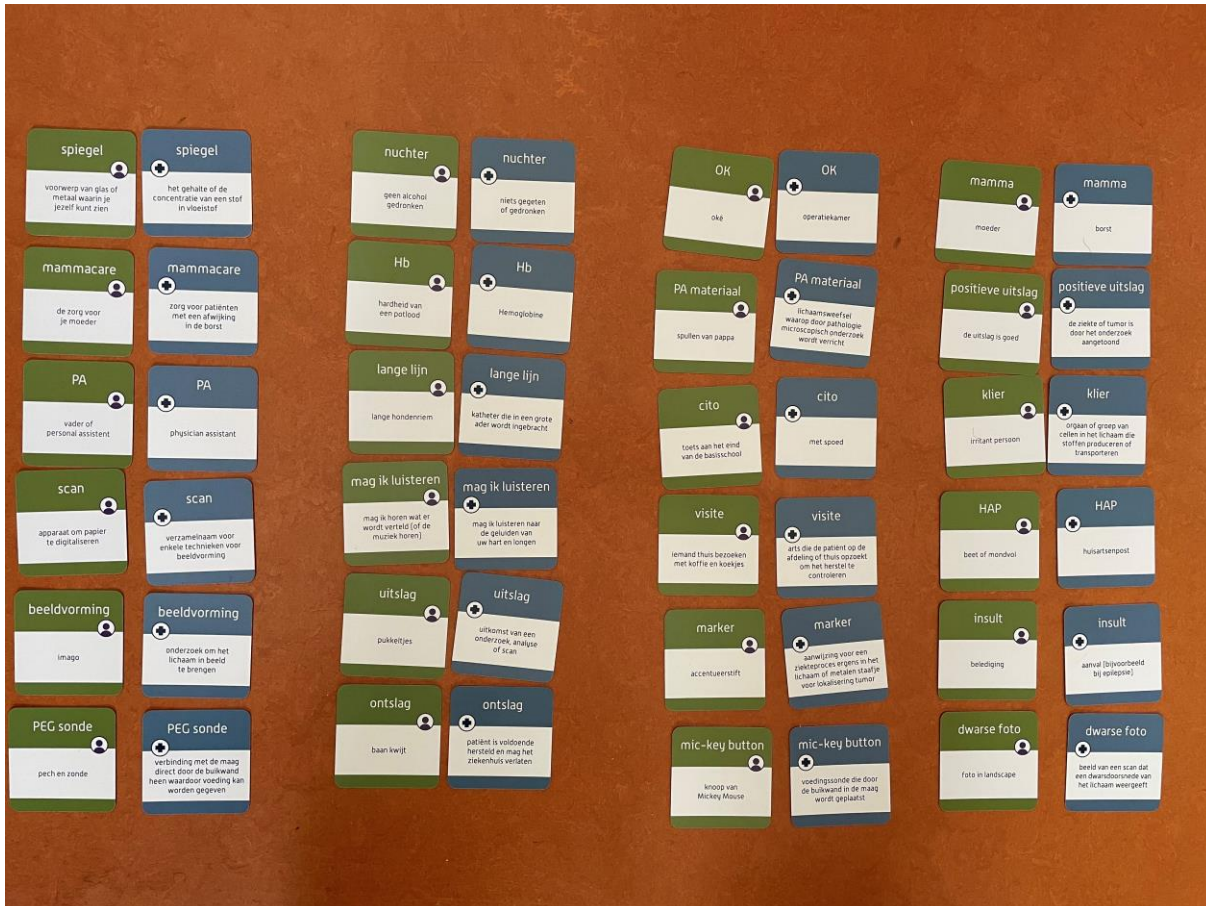 spiegel
voorwerp van glas of
metaal waarin je
jezelf kunt zien
spiegel
het gehalte of de
concentratie van een stof
in vloeistof
mammacare
de zorg voor
je moeder
mammacare
zorg voor patiënten
met een afwijking
in de borst
PA
vader of
personal assistent
PA
physician assistant
scan
apparaat om papier
te digitaliseren
scan
verzamelnaam voor
enkele technieken voor
beeldvorming
beeldvorming
imago
beeldvorming
onderzoek om het
lichaam in beeld
te brengen
PEG sonde
pech en zonde
PEG sonde
verbinding met de maag
direct door de buikwand
heen waardoor voeding kan
worden gegeven
nuchter
geen alcohol
gedronken
nuchter
niets gegeten
of gedronken
Hb
hardheid van
een potlood
Hb
Hemoglobine
lange lijn
lange hondenriem
lange lijn
katheter die in een grote
ader wordt ingebracht
mag ik luisteren
mag ik horen wat er
wordt verteld [of de
muziek horen]
mag ik luisteren
mag ik luisteren naar
de geluiden van
uw hart en longen
uitslag
pukkeltjes
uitslag
uitkomst van een
onderzoek, analyse
of scan
ontslag
baan kwijt
ontslag
patiënt is voldoende
hersteld en mag het
ziekenhuis verlaten
OK
oké
OK
operatiekamer
PA materiaal
spullen van pappa
PA materiaal
lichaamsweefsel
waarop door pathologie
microscopisch onderzoek
wordt verricht
cito
toets aan het eind
van de basisschool
cito
met spoed
visite
iemand thuis bezoeken
met koffie en koekjes
visite
arts die de patiënt op de
afdeling of thuis opzoekt
om het herstel te
controleren
marker
accentueerstift
marker
aanwijzing voor een
ziekteproces ergens in het
lichaam of metalen staafje
voor lokalisering tumor
mic-key button
knoop van
Mickey Mouse
mic-key button
voedingssonde die door
de buikwand in de maag
wordt geplaatst
mamma
moeder
mamma
borst
positieve uitslag
de uitslag is goed
positieve uitslag
de ziekte of tumor is
door het onderzoek
aangetoond
klier
irritant persoon
klier
orgaan of groep van
cellen in het lichaam die
stoffen produceren of
transporteren
HAP
beet of mondvol
HAP
huisartsenpost
insult
belediging
insult
aanval [bijvoorbeeld
bij epilepsie]
dwarse foto
foto in landscape
dwarse foto
beeld van een scan dat
een dwarsdoorsnede van
het lichaam weergeeft